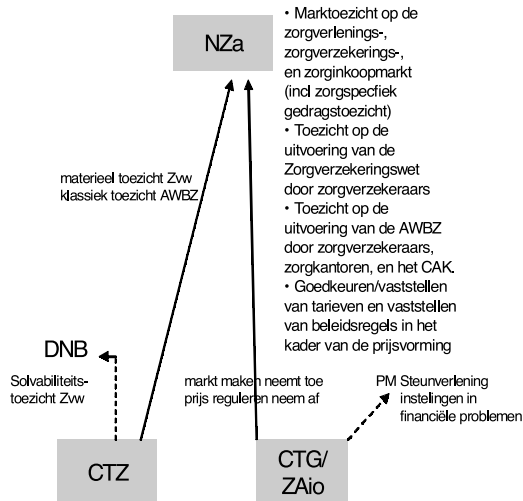 NZa
• Marktoezicht op de
zorgverlenings-,
zorgverzekerings-,
en zorginkoopmarkt
(incl zorgspecfiek
gedragstoezicht)
• Toezicht op de
uitvoering van de
Zorgverzekeringswet
door zorgverzekeraars
• Toezicht op de
uitvoering van de AWBZ
door zorgverzekeraars,
zorgkantoren, en het CAK.
• Goedkeuren/vaststellen
van tarieven en vaststellen
van beleidsregels in het
kader van de prijsvorming
materieel toezicht Zvw
klassiek toezicht AWBZ
DNB
Solvabiliteits-
toezicht Zvw
markt maken neemt toe
prijs reguleren neem af
PM Steunverlening
instelingen in
financiële problemen
CTZ
CTG/
ZAio